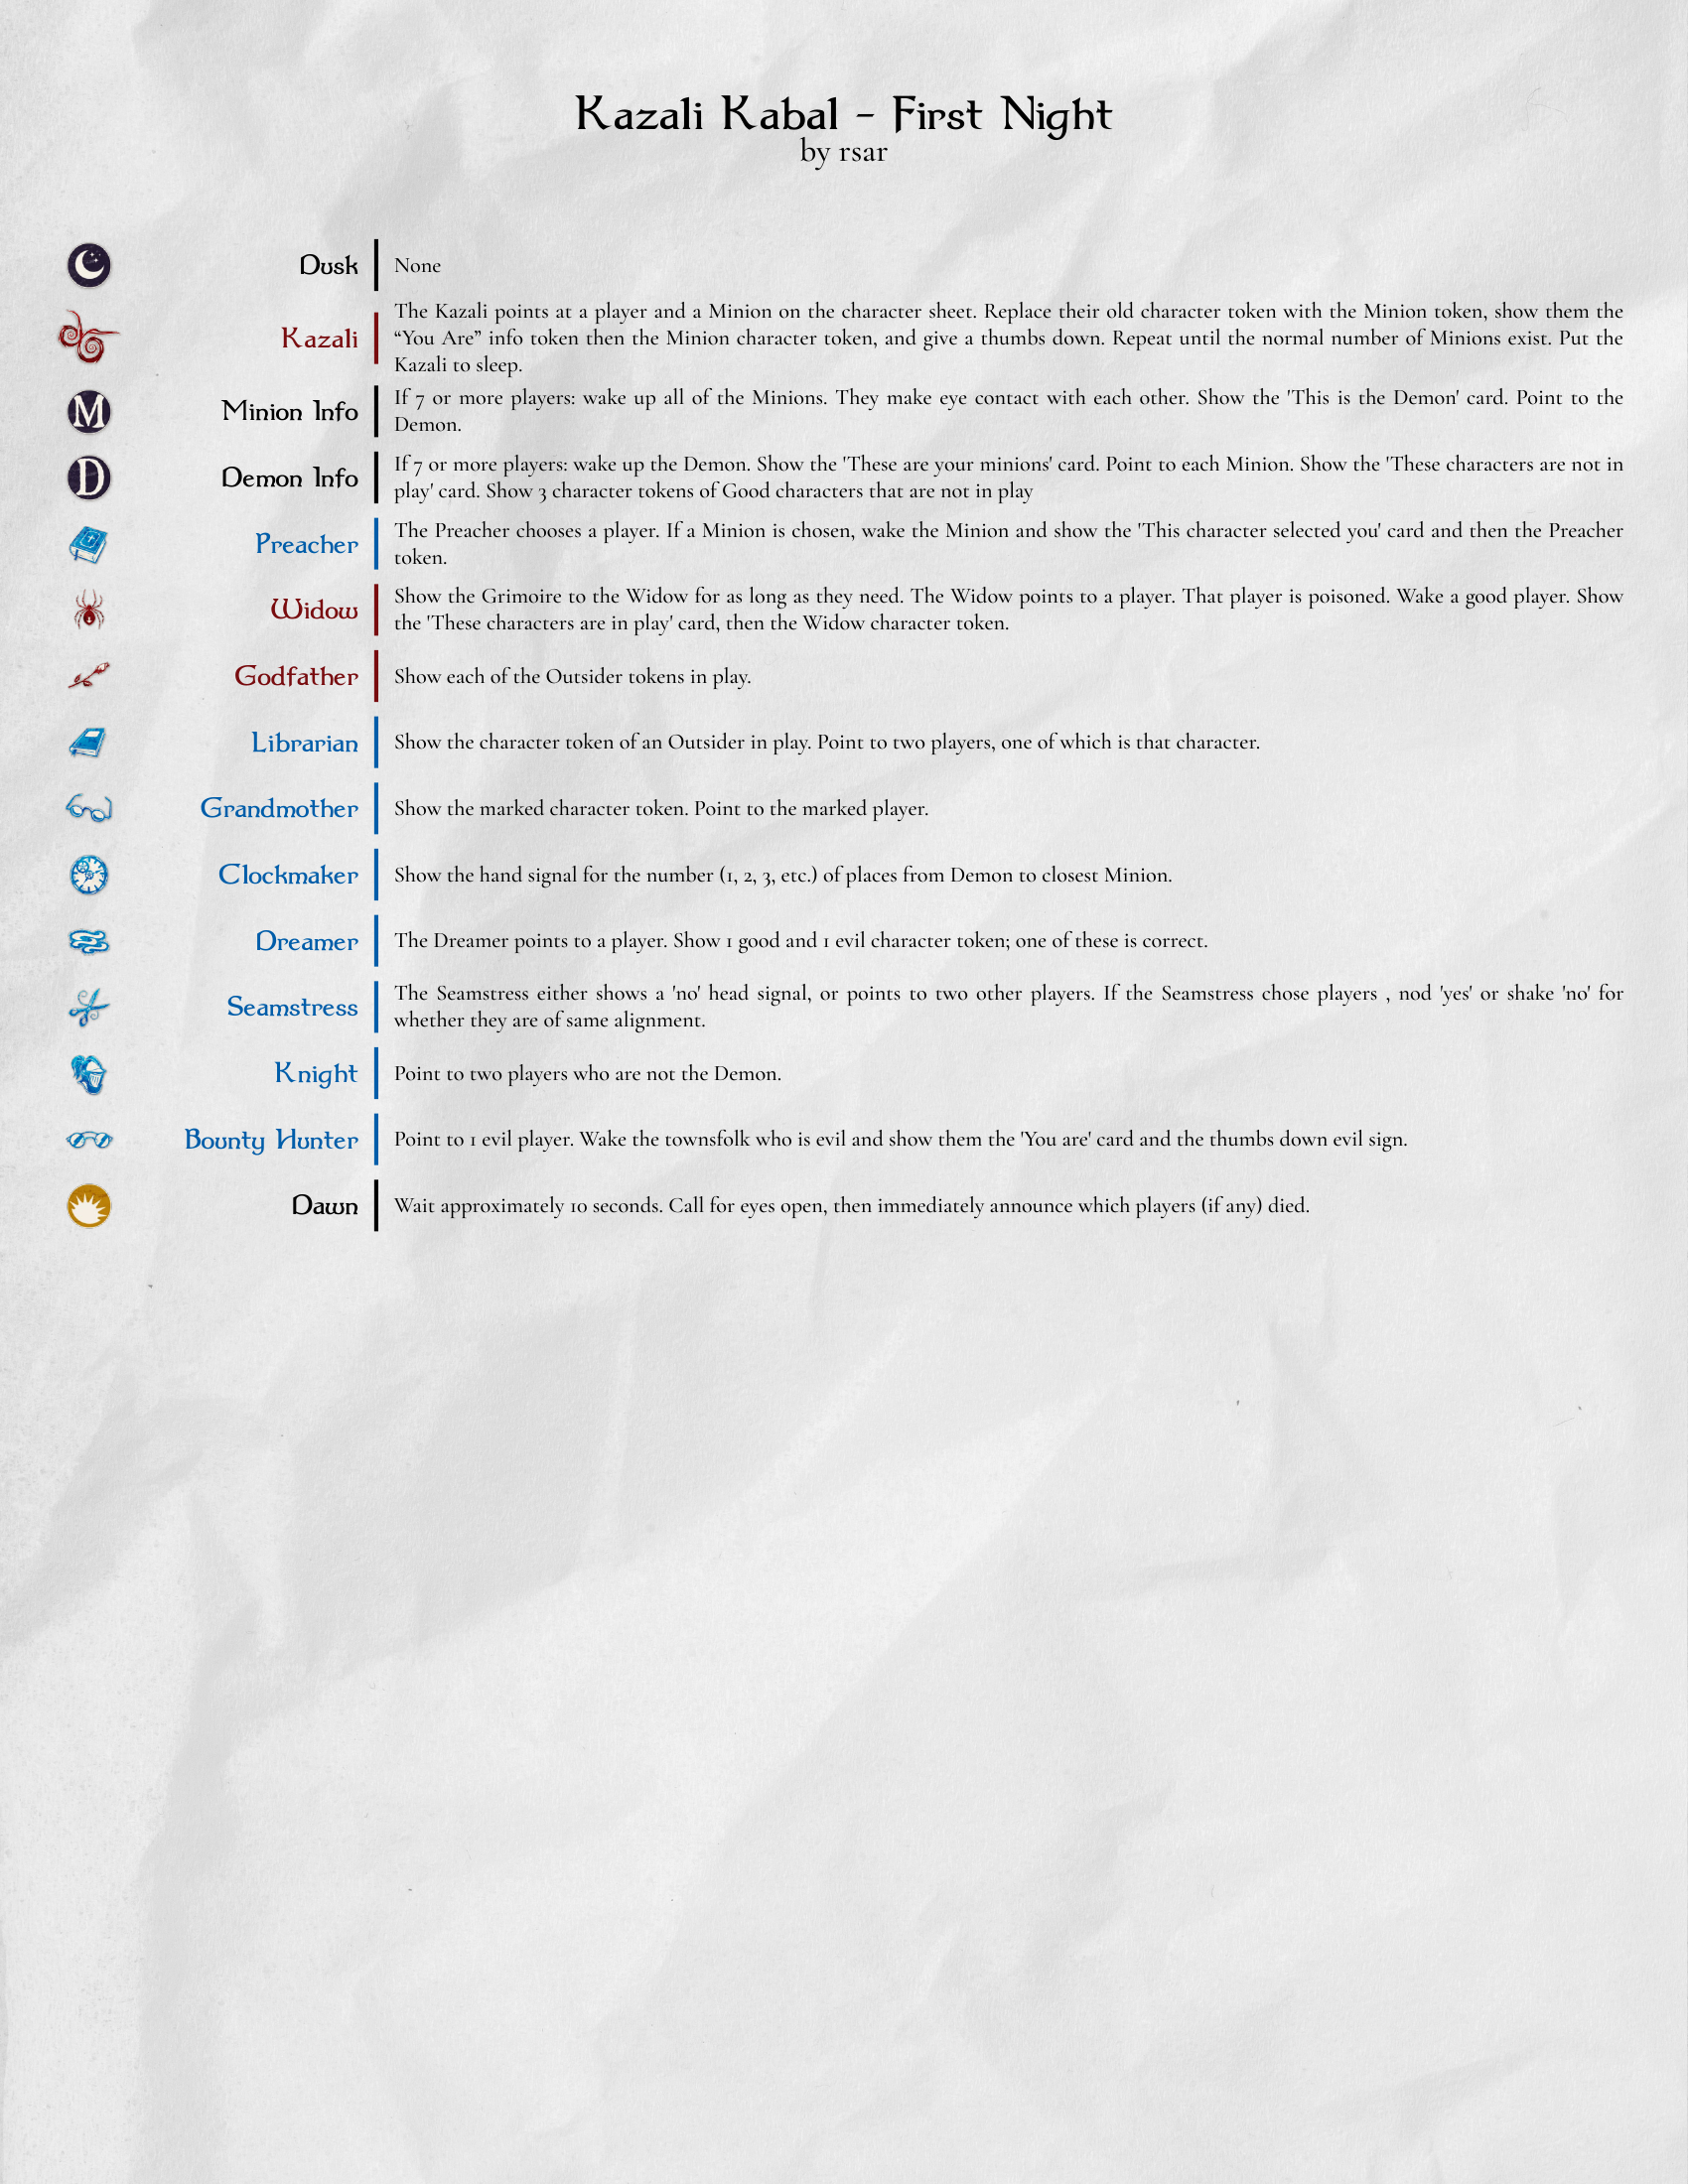 Kazali Kabal - First Night
by rsar
Dusk
None
Kazali
The Kazali points at a player and a Minion on the character sheet. Replace their old character token with the Minion token, show them the
“You Are” info token then the Minion character token, and give a thumbs down. Repeat until the normal number of Minions exist. Put the
Kazali to sleep.
M
Minion Info
If 7 or more players: wake up all of the Minions. They make eye contact with each other. Show the 'This is the Demon' card. Point to the
Demon.
D
Demon Info
If 7 or more players: wake up the Demon. Show the 'These are your minions' card. Point to each Minion. Show the 'These characters are not in
play' card. Show 3 character tokens of Good characters that are not in play
Preacher
The Preacher chooses a player. If a Minion is chosen, wake the Minion and show the 'This character selected you' card and then the Preacher
token.
Widow
Show the Grimoire to the Widow for as long as they need. The Widow points to a player. That player is poisoned. Wake a good player. Show
the 'These characters are in play' card, then the Widow character token.
Godfather
Show each of the Outsider tokens in play.
Librarian
Show the character token of an Outsider in play. Point to two players, one of which is that character.
Grandmother
Show the marked character token. Point to the marked player.
Clockmaker
Show the hand signal for the number (1, 2, 3, etc.) of places from Demon to closest Minion.
Dreamer
The Dreamer points to a player. Show 1 good and 1 evil character token; one of these is correct.
Seamstress
The Seamstress either shows a 'no' head signal, or points to two other players. If the Seamstress chose players , nod 'yes' or shake 'no' for
whether they are of same alignment.
Knight
Point to two players who are not the Demon.
Bounty Hunter
Point to 1 evil player. Wake the townsfolk who is evil and show them the 'You are' card and the thumbs down evil sign.
Dawn
Wait approximately 10 seconds. Call for eyes open, then immediately announce which players (if any) died.